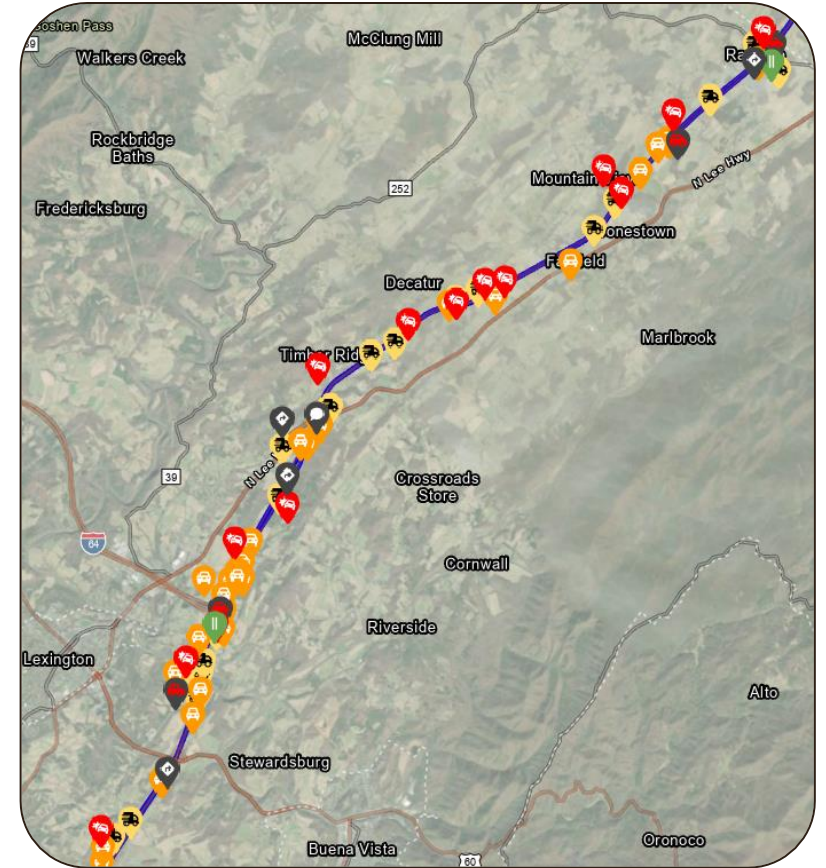 Goshen Pass
39
McClung Mill
Walkers Creek
Rockbridge
Baths
N Lee Hwy
252
Fredericksburg
Decatur
Marlbrook
39
Crossroads
Store
64
Cornwall
Riverside
Lexington
Alto
Stewardsburg
Buena Vista
60
Oronoco